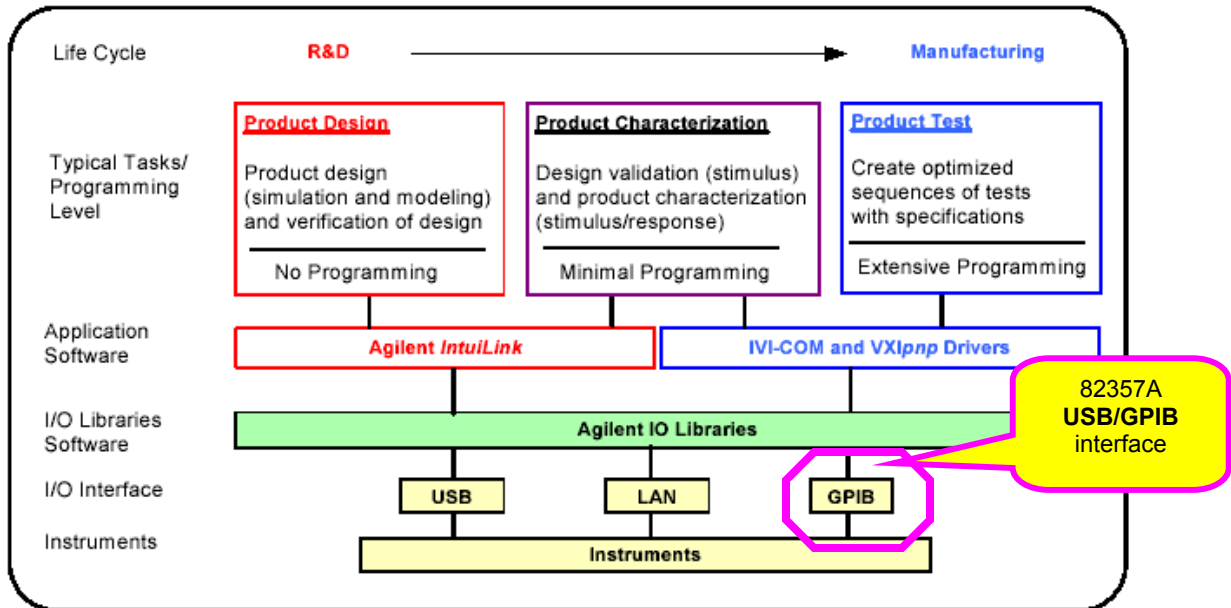 Life Cycle
R&D
Manufacturing
Typical Tasks/
Programming
Level
Product Design
Product design
(simulation and modeling)
and verification of design
No Programming
Product Characterization
Design validation (stimulus)
and product characterization
(stimulus/response)
Minimal Programming
Product Test
Create optimized
sequences of tests
with specifications
Extensive Programming
Application
Software
Agilent IntuiLink
IVI-COM and VXIpnp Drivers
82357A
USB/GPIB
interface
I/O Libraries
Software
Agilent IO Libraries
I/O Interface
USB
LAN
GPIB
Instruments
Instruments